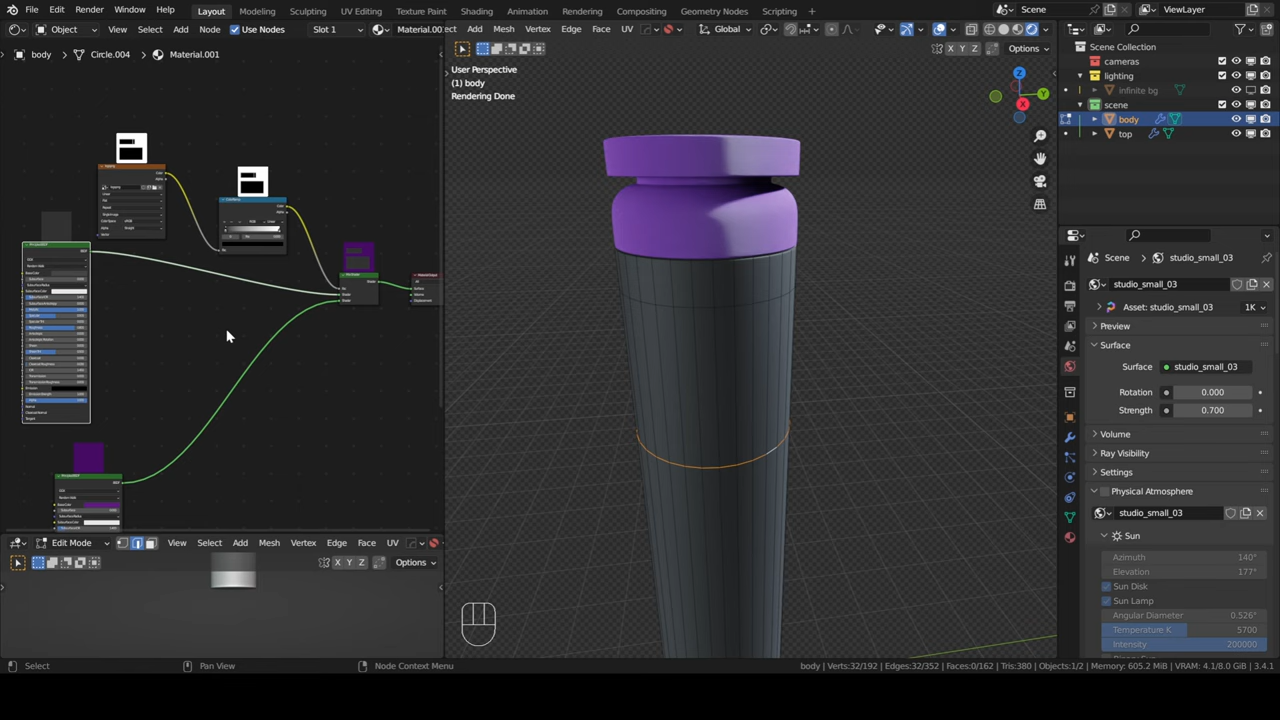 File Edit Render Window Help Layout Modeling Sculpting UV Editing Texture Paint Shading Animation Rendering Compositing Geometry Nodes Scripting Scene ViewLayer
Object View Select Add Node Use Nodes Slot 1 Material.00 Add Mesh Vertex Edge Face UV Global
body Circle.004 Material.001
X Y Z Options
User Perspective
(1) body
Rendering Done
Z
Y
X
Scene Collection
cameras
lighting
infinite bg
scene
body
top
Scene studio_small_03
studio_small_03
Asset: studio_small_03 1K
Preview
Surface
Surface studio_small_03
Rotation 0.000
Strength 0.700
Volume
Ray Visibility
Settings
Physical Atmosphere
studio_small_03
Sun
Azimuth 140°
Elevation 177°
Sun Disk
Sun Lamp
Angular Diameter 0.526°
Temperature K 5700
Intensity 200000
Edit Mode View Select Add Mesh Vertex Edge Face UV
X Y Z Options
Select Pan View Node Context Menu body | Verts:32/192 | Edges:32/352 | Faces:0/162 | Tris:380 | Objects:1/2 | Memory: 605.2 MiB | VRAM: 4.1/8.0 GiB | 3.4.1